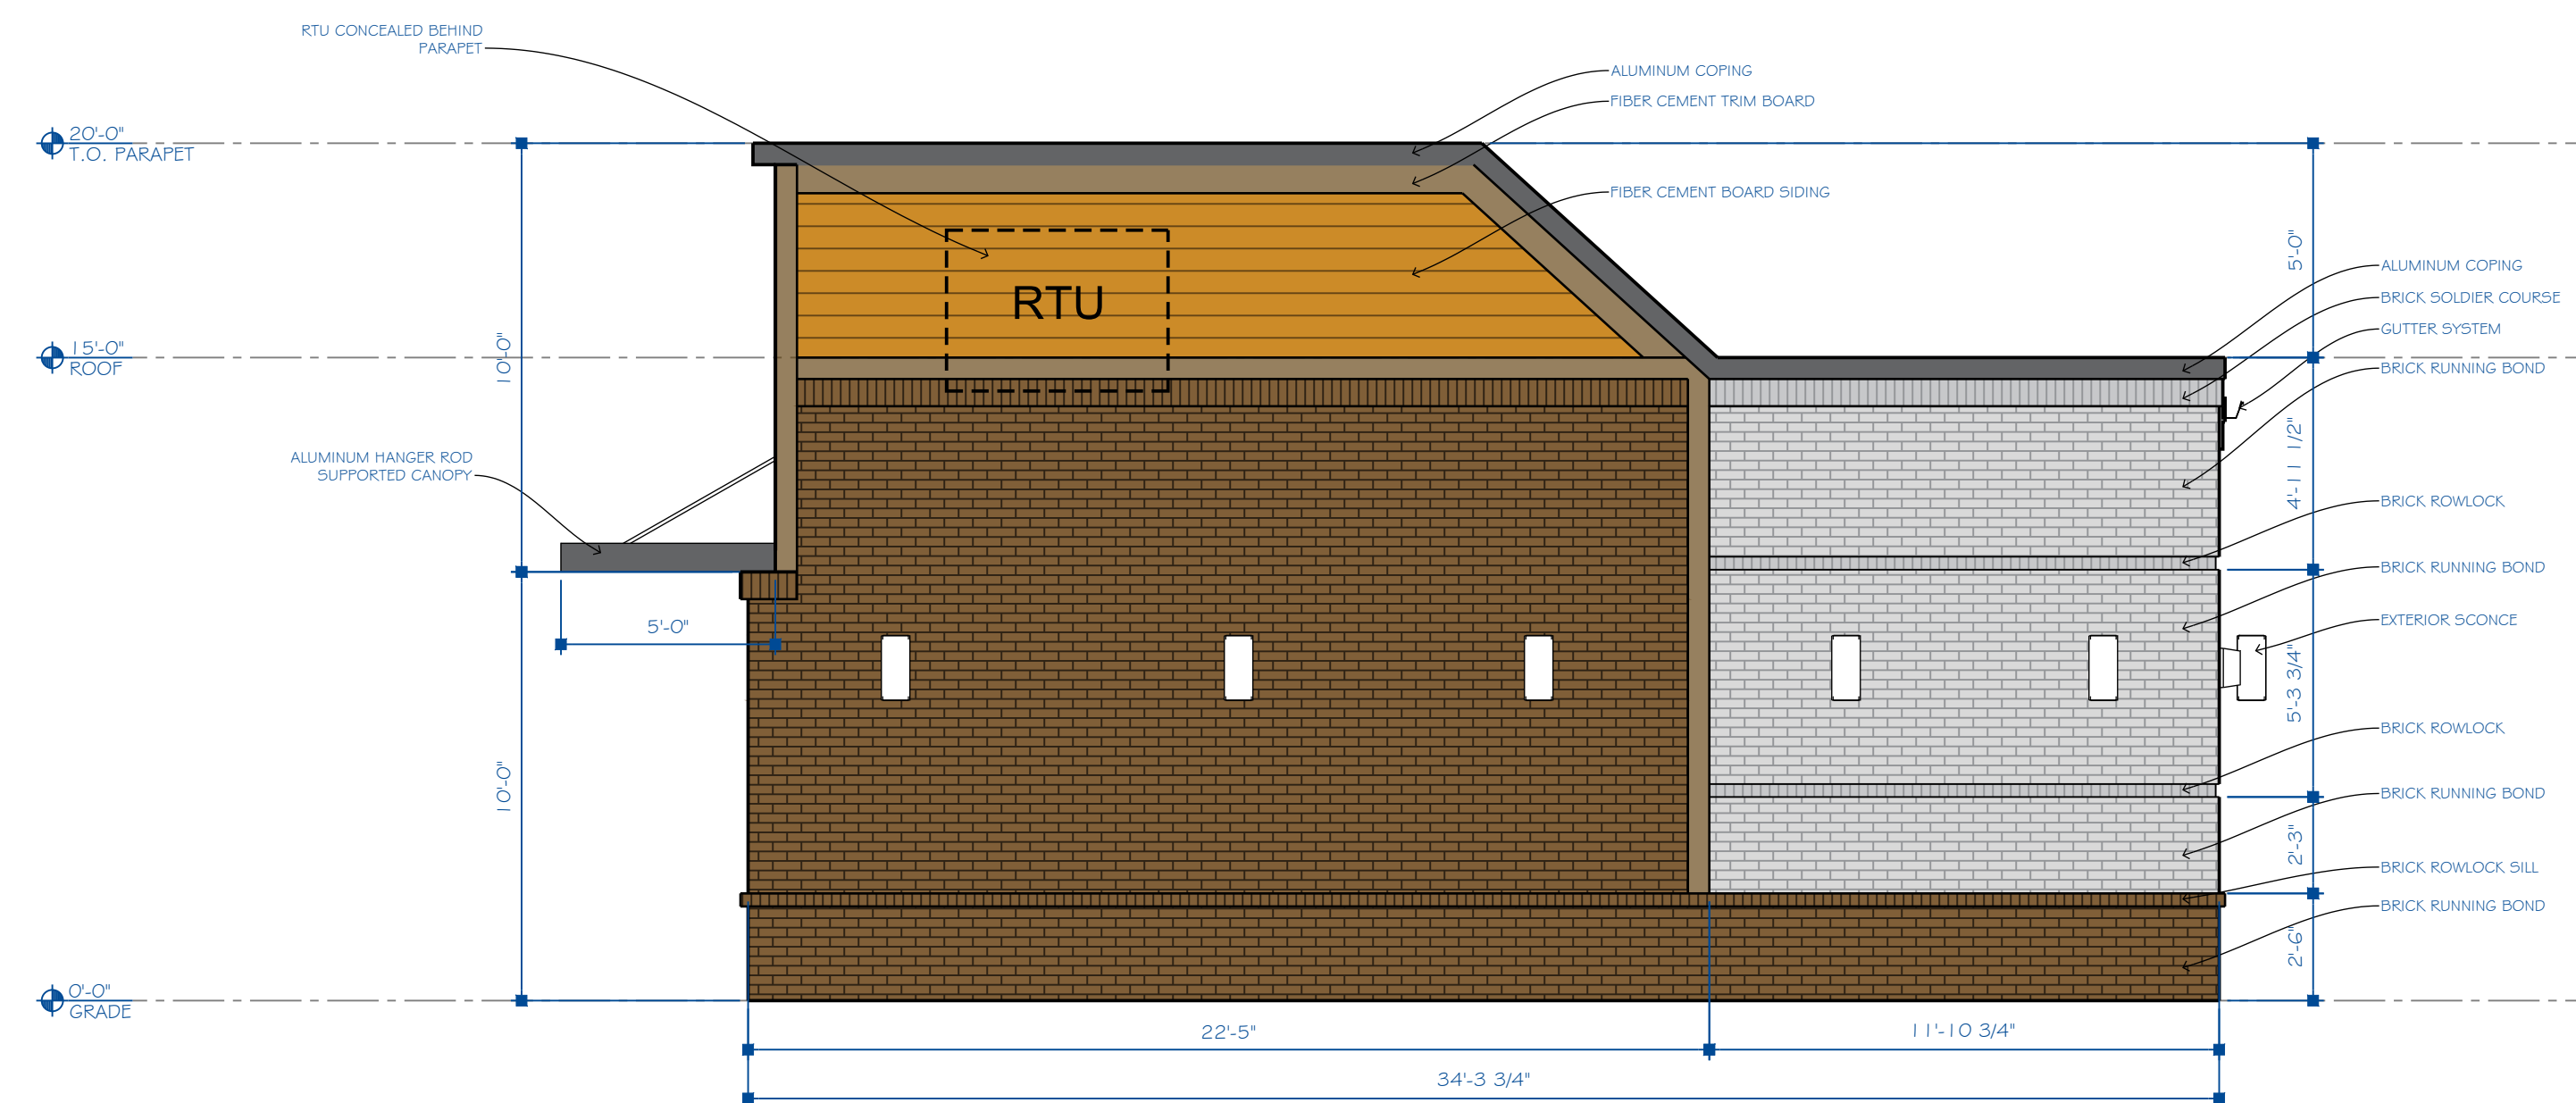 RTU CONCEALED BEHIND
PARAPET
ALUMINUM COPING
FIBER CEMENT TRIM BOARD
20'-0"
T.O. PARAPET
FIBER CEMENT BOARD SIDING
5'-0"
ALUMINUM COPING
BRICK SOLDIER COURSE
RTU
GUTTER SYSTEM
15'-0"
ROOF
10'-0"
BRICK RUNNING BOND
ALUMINUM HANGER ROD
SUPPORTED CANOPY
4'-11 1/2"
BRICK ROWLOCK
BRICK RUNNING BOND
5'-0"
EXTERIOR SCONCE
5'-3 3/4"
BRICK ROWLOCK
10'-0"
BRICK RUNNING BOND
2'-3"
BRICK ROWLOCK SILL
BRICK RUNNING BOND
2'-6"
0'-0"
GRADE
22'-5"
11'-10 3/4"
34'-3 3/4"